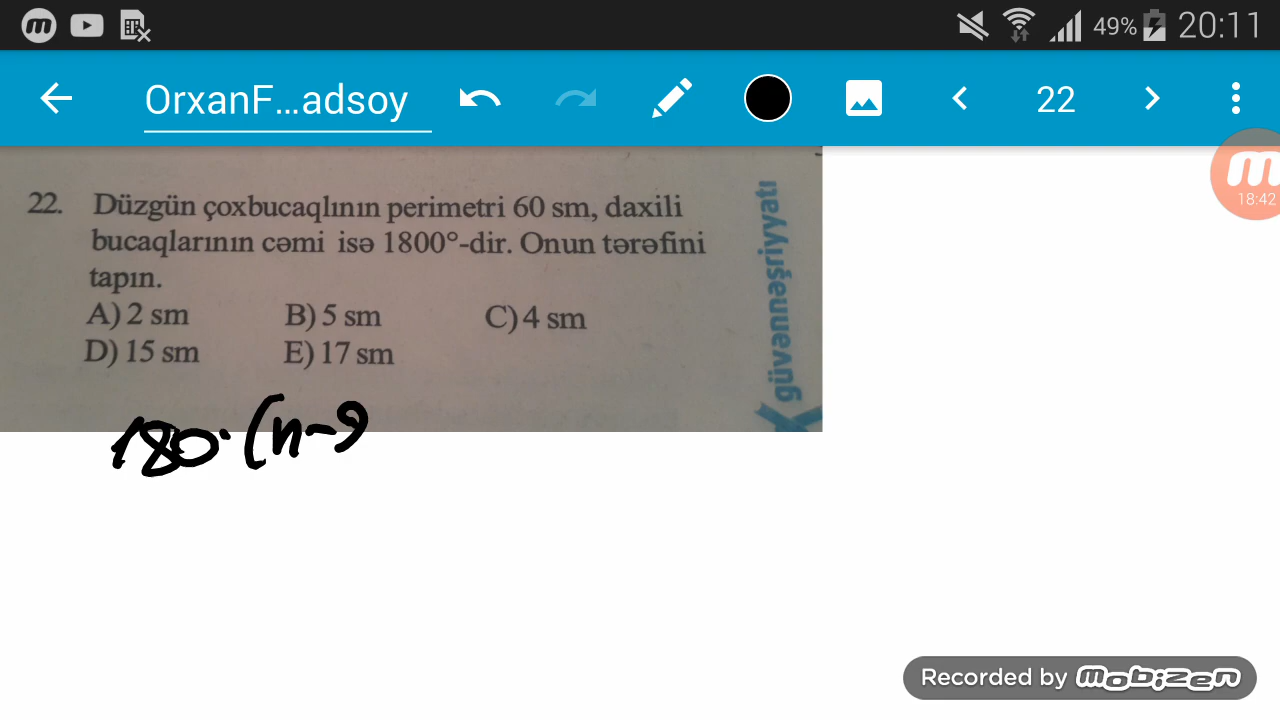 49% 20:11
OrxanF...adsoy 22
18:42
22. Düzgün çoxbucaqlının perimetri 60 sm, daxili
bucaqlarının cəmi isə 1800°-dir. Onun tərəfini
tapın.
A) 2 sm B) 5 sm C) 4 sm
D) 15 sm E) 17 sm
güvənnəşriyyatı
180·(n-
Recorded by mobizen